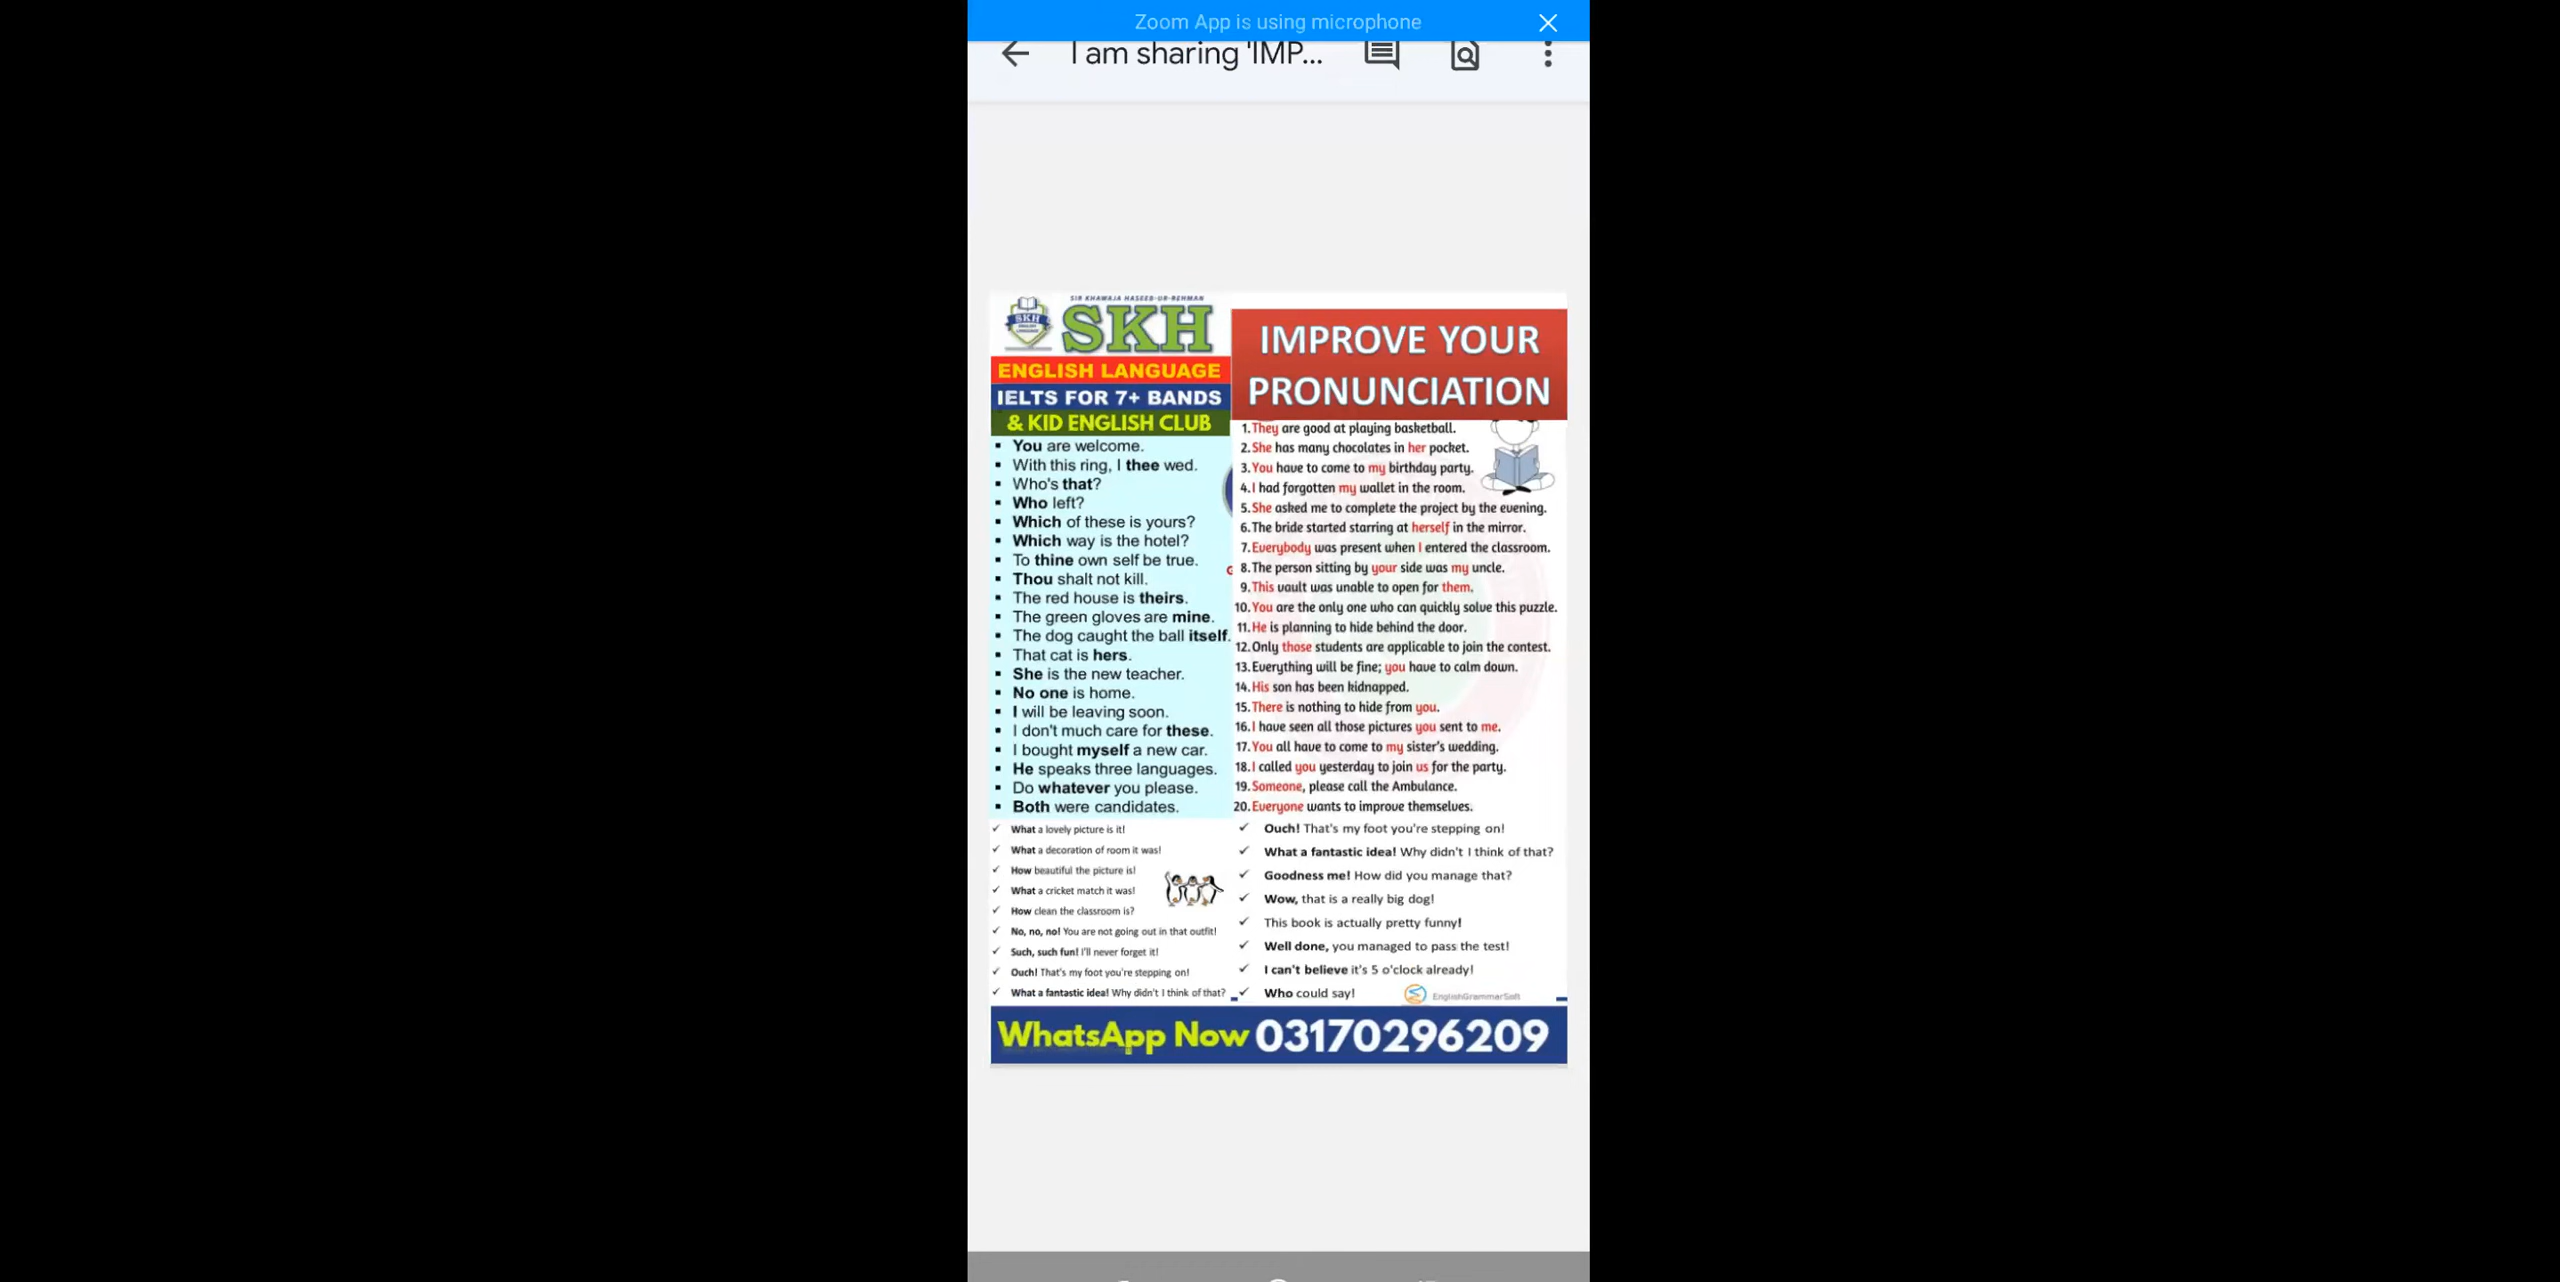 Zoom App is using microphone
I am sharing 'IMP...
SIR KHAWAJA HASEEB-UR-REHMAN
SKH
ENGLISH
LANGUAGE
SKH
ENGLISH LANGUAGE
IELTS FOR 7+ BANDS
& KID ENGLISH CLUB
▪ You are welcome.
▪ With this ring, I thee wed.
▪ Who's that?
▪ Who left?
▪ Which of these is yours?
▪ Which way is the hotel?
▪ To thine own self be true.
▪ Thou shalt not kill.
▪ The red house is theirs.
▪ The green gloves are mine.
▪ The dog caught the ball itself.
▪ That cat is hers.
▪ She is the new teacher.
▪ No one is home.
▪ I will be leaving soon.
▪ I don't much care for these.
▪ I bought myself a new car.
▪ He speaks three languages.
▪ Do whatever you please.
▪ Both were candidates.
✓ What a lovely picture is it!
✓ What a decoration of room it was!
✓ How beautiful the picture is!
✓ What a cricket match it was!
✓ How clean the classroom is?
✓ No, no, no! You are not going out in that outfit!
✓ Such, such fun! I'll never forget it!
✓ Ouch! That's my foot you're stepping on!
✓ What a fantastic idea! Why didn't I think of that?
IMPROVE YOUR
PRONUNCIATION
1. They are good at playing basketball.
2. She has many chocolates in her pocket.
3. You have to come to my birthday party.
4. I had forgotten my wallet in the room.
5. She asked me to complete the project by the evening.
6. The bride started starring at herself in the mirror.
7. Everybody was present when I entered the classroom.
8. The person sitting by your side was my uncle.
9. This vault was unable to open for them.
10. You are the only one who can quickly solve this puzzle.
11. He is planning to hide behind the door.
12. Only those students are applicable to join the contest.
13. Everything will be fine; you have to calm down.
14. His son has been kidnapped.
15. There is nothing to hide from you.
16. I have seen all those pictures you sent to me.
17. You all have to come to my sister's wedding.
18. I called you yesterday to join us for the party.
19. Someone, please call the Ambulance.
20. Everyone wants to improve themselves.
✓ Ouch! That's my foot you're stepping on!
✓ What a fantastic idea! Why didn't I think of that?
✓ Goodness me! How did you manage that?
✓ Wow, that is a really big dog!
✓ This book is actually pretty funny!
✓ Well done, you managed to pass the test!
✓ I can't believe it's 5 o'clock already!
✓ Who could say!
EnglishGrammarSoft
WhatsApp Now 03170296209